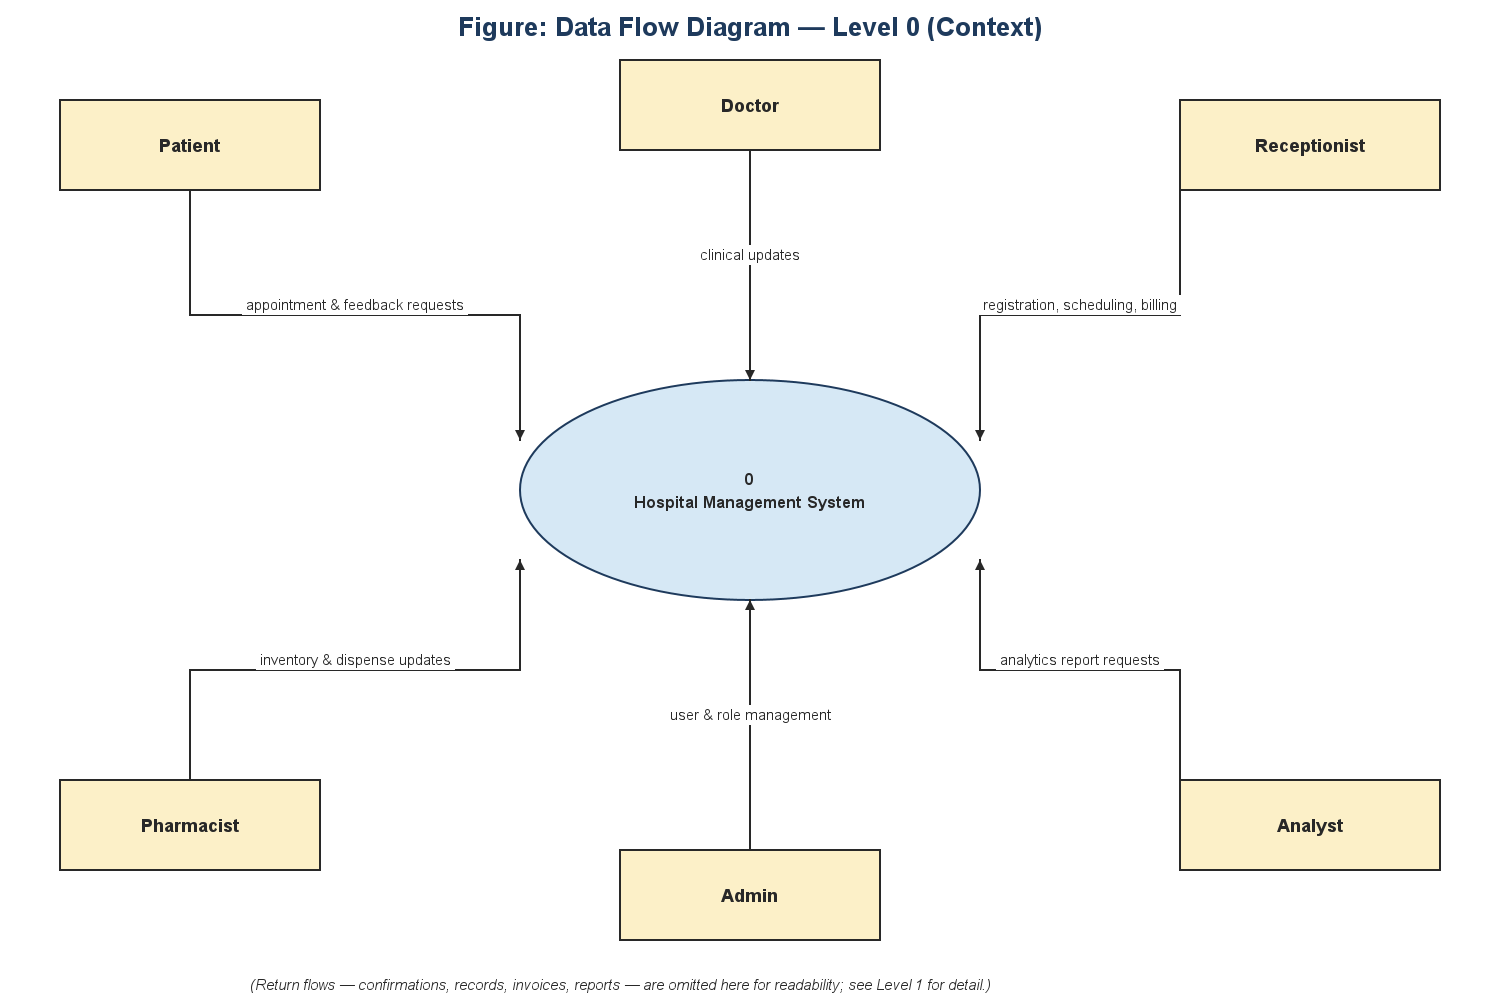 Figure: Data Flow Diagram — Level 0 (Context)
Doctor
Patient
Receptionist
clinical updates
appointment & feedback requests
registration, scheduling, billing
0
Hospital Management System
inventory & dispense updates
analytics report requests
user & role management
Pharmacist
Analyst
Admin
(Return flows — confirmations, records, invoices, reports — are omitted here for readability; see Level 1 for detail.)